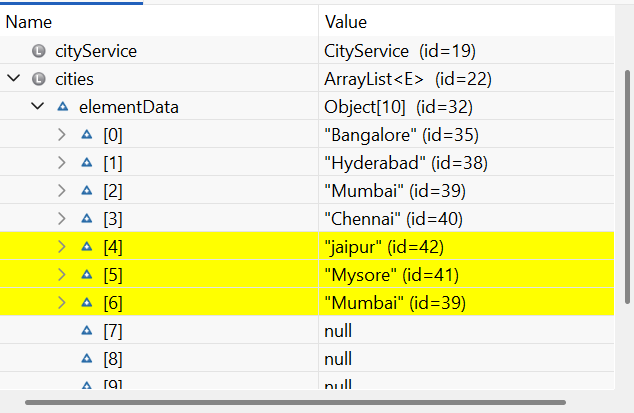 Name Value
cityService CityService (id=19)
cities ArrayList<E> (id=22)
elementData Object[10] (id=32)
[0] "Bangalore" (id=35)
[1] "Hyderabad" (id=38)
[2] "Mumbai" (id=39)
[3] "Chennai" (id=40)
[4] "jaipur" (id=42)
[5] "Mysore" (id=41)
[6] "Mumbai" (id=39)
[7] null
[8] null
[9] null